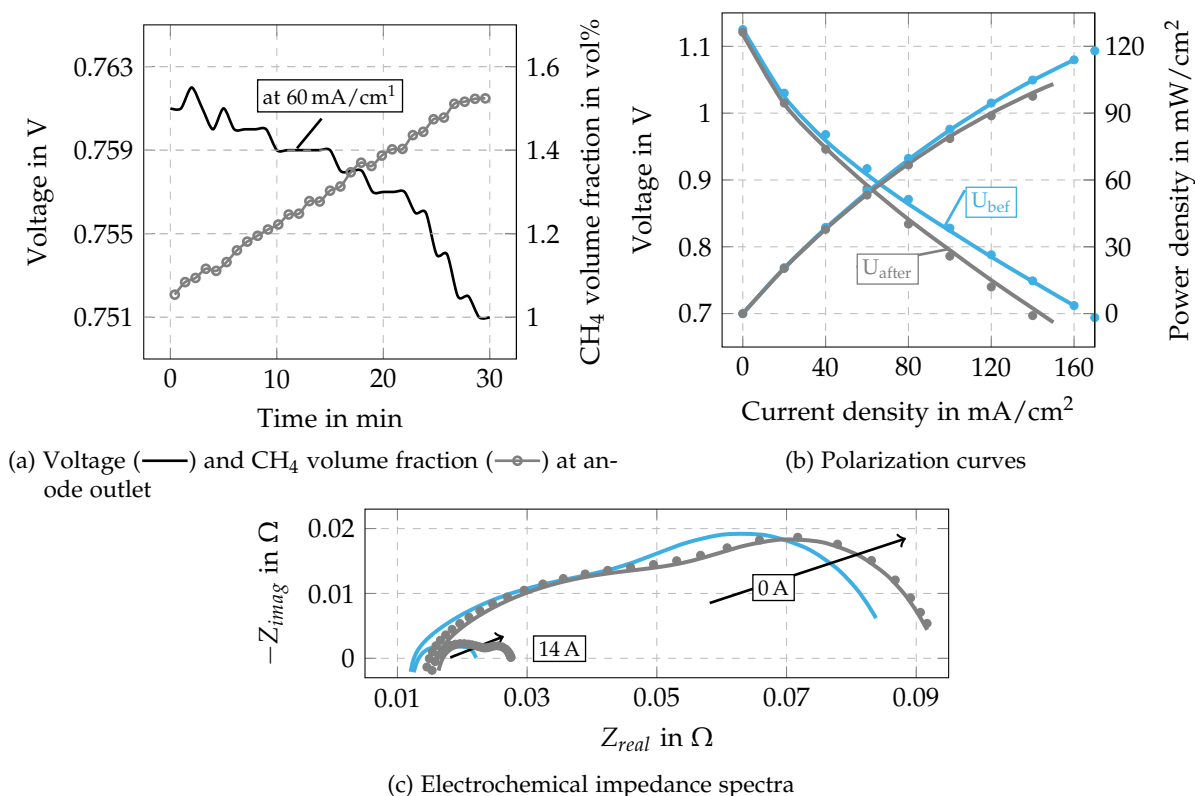 0.763
0.759
0.755
0.751
Voltage in V
at 60 mA/cm¹
1.6
1.4
1.2
1
CH₄ volume fraction in vol%
0 10 20 30
Time in min
(a) Voltage (——) and CH₄ volume fraction (—o—) at an-
ode outlet
1.1
1
0.9
0.8
0.7
Voltage in V
U_bef
U_after
120
90
60
30
0
Power density in mW/cm²
0 40 80 120 160
Current density in mA/cm²
(b) Polarization curves
0.02
0.01
0
−Z_imag in Ω
0 A
14 A
0.01 0.03 0.05 0.07 0.09
Z_real in Ω
(c) Electrochemical impedance spectra